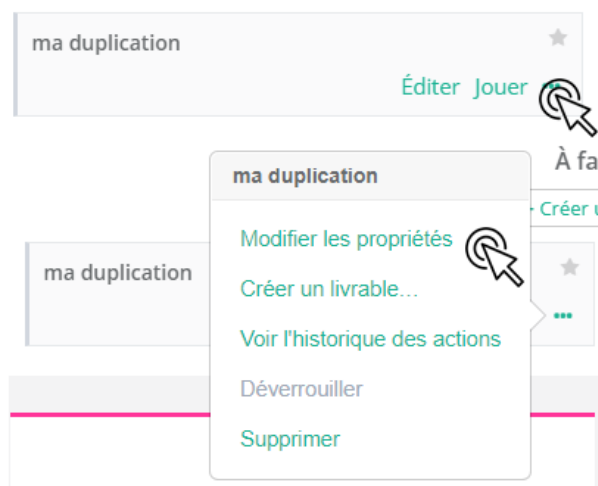 ma duplication
Éditer Jouer
À fa
ma duplication
Créer u
Modifier les propriétés
ma duplication
Créer un livrable...
Voir l'historique des actions
Déverrouiller
Supprimer